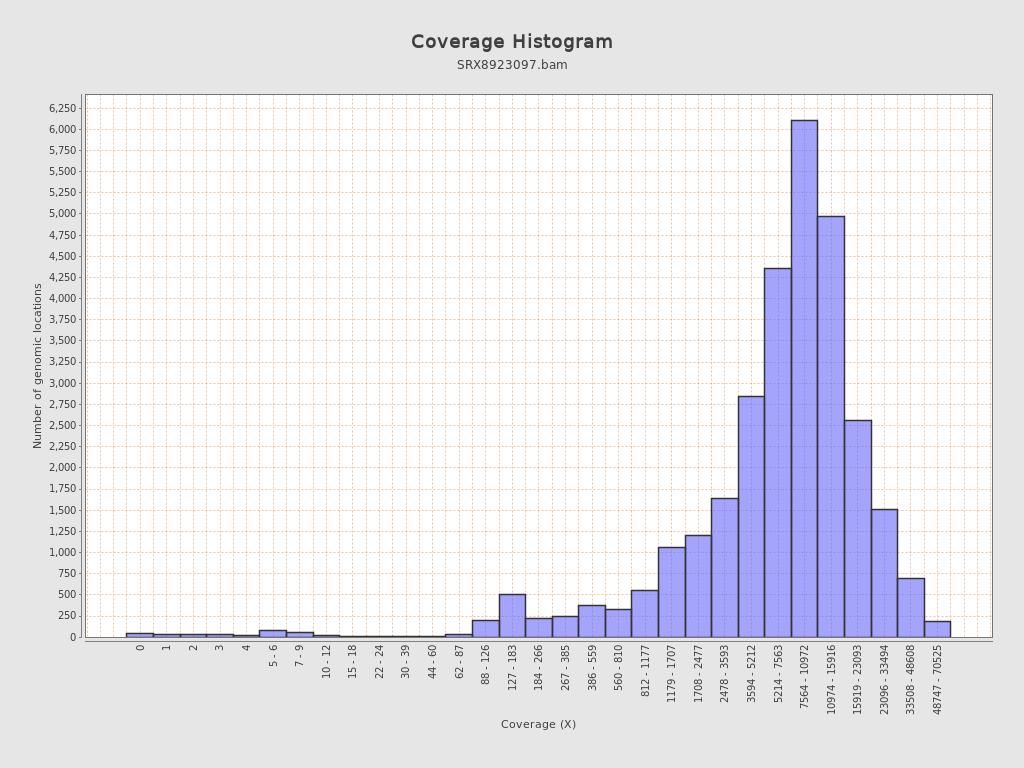 Coverage Histogram
SRX8923097.bam
Number of genomic locations
6,250
6,000
5,750
5,500
5,250
5,000
4,750
4,500
4,250
4,000
3,750
3,500
3,250
3,000
2,750
2,500
2,250
2,000
1,750
1,500
1,250
1,000
750
500
250
0
0
1
2
3
4
5 - 6
7 - 9
10 - 12
15 - 18
22 - 24
30 - 39
44 - 60
62 - 87
88 - 126
127 - 183
184 - 266
267 - 385
386 - 559
560 - 810
812 - 1177
1179 - 1707
1708 - 2477
2478 - 3593
3594 - 5212
5214 - 7563
7564 - 10972
10974 - 15916
15919 - 23093
23096 - 33494
33508 - 48608
48747 - 70525
Coverage (X)